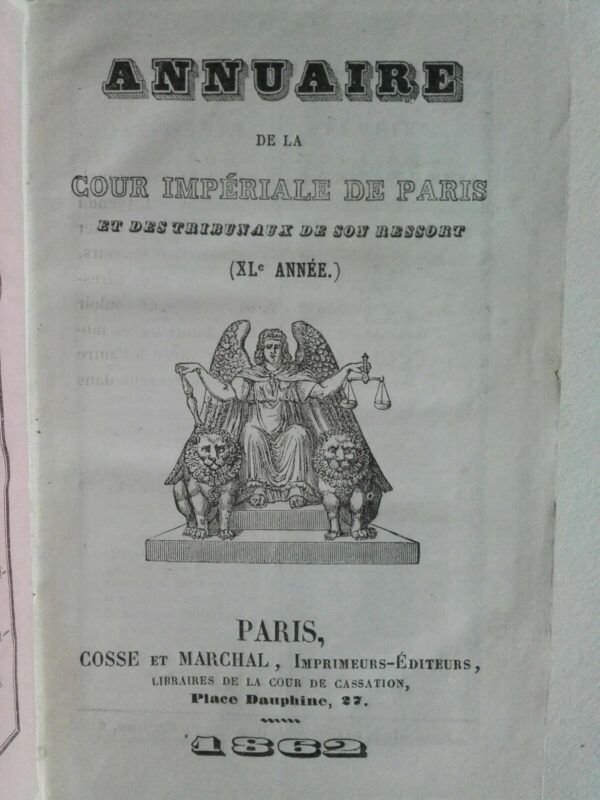 ANNUAIRE
DE LA
COUR IMPÉRIALE DE PARIS
ET DES TRIBUNAUX DE SON RESSORT
(XLe ANNÉE.)
PARIS,
COSSE ET MARCHAL, IMPRIMEURS-ÉDITEURS,
LIBRAIRES DE LA COUR DE CASSATION,
Place Dauphine, 27.
1862